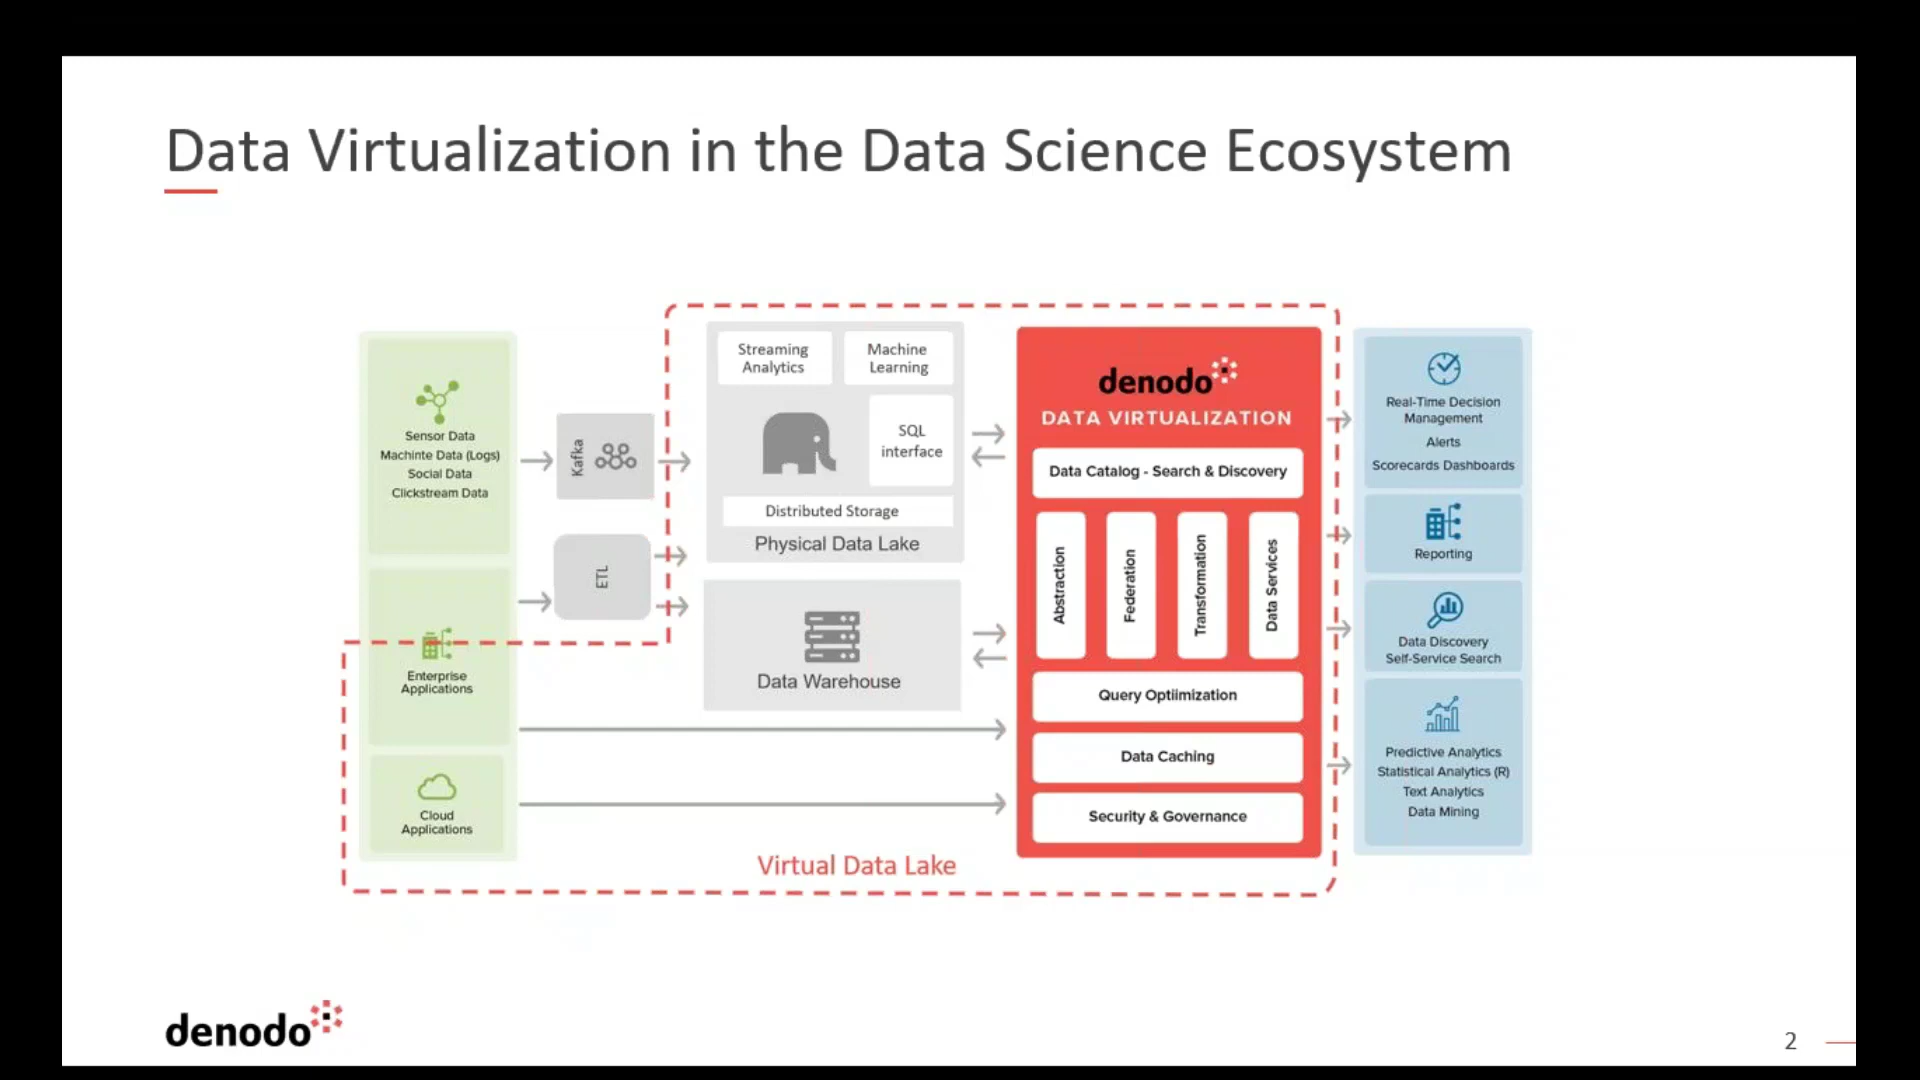 Data Virtualization in the Data Science Ecosystem
Sensor Data
Machinte Data (Logs)
Social Data
Clickstream Data
Enterprise
Applications
Cloud
Applications
Kafka
ETL
Streaming
Analytics
Machine
Learning
SQL
interface
Distributed Storage
Physical Data Lake
Data Warehouse
denodo
DATA VIRTUALIZATION
Data Catalog - Search & Discovery
Abstraction
Federation
Transformation
Data Services
Query Optiimization
Data Caching
Security & Governance
Real-Time Decision
Management
Alerts
Scorecards Dashboards
Reporting
Data Discovery
Self-Service Search
Predictive Analytics
Statistical Analytics (R)
Text Analytics
Data Mining
Virtual Data Lake
denodo
2